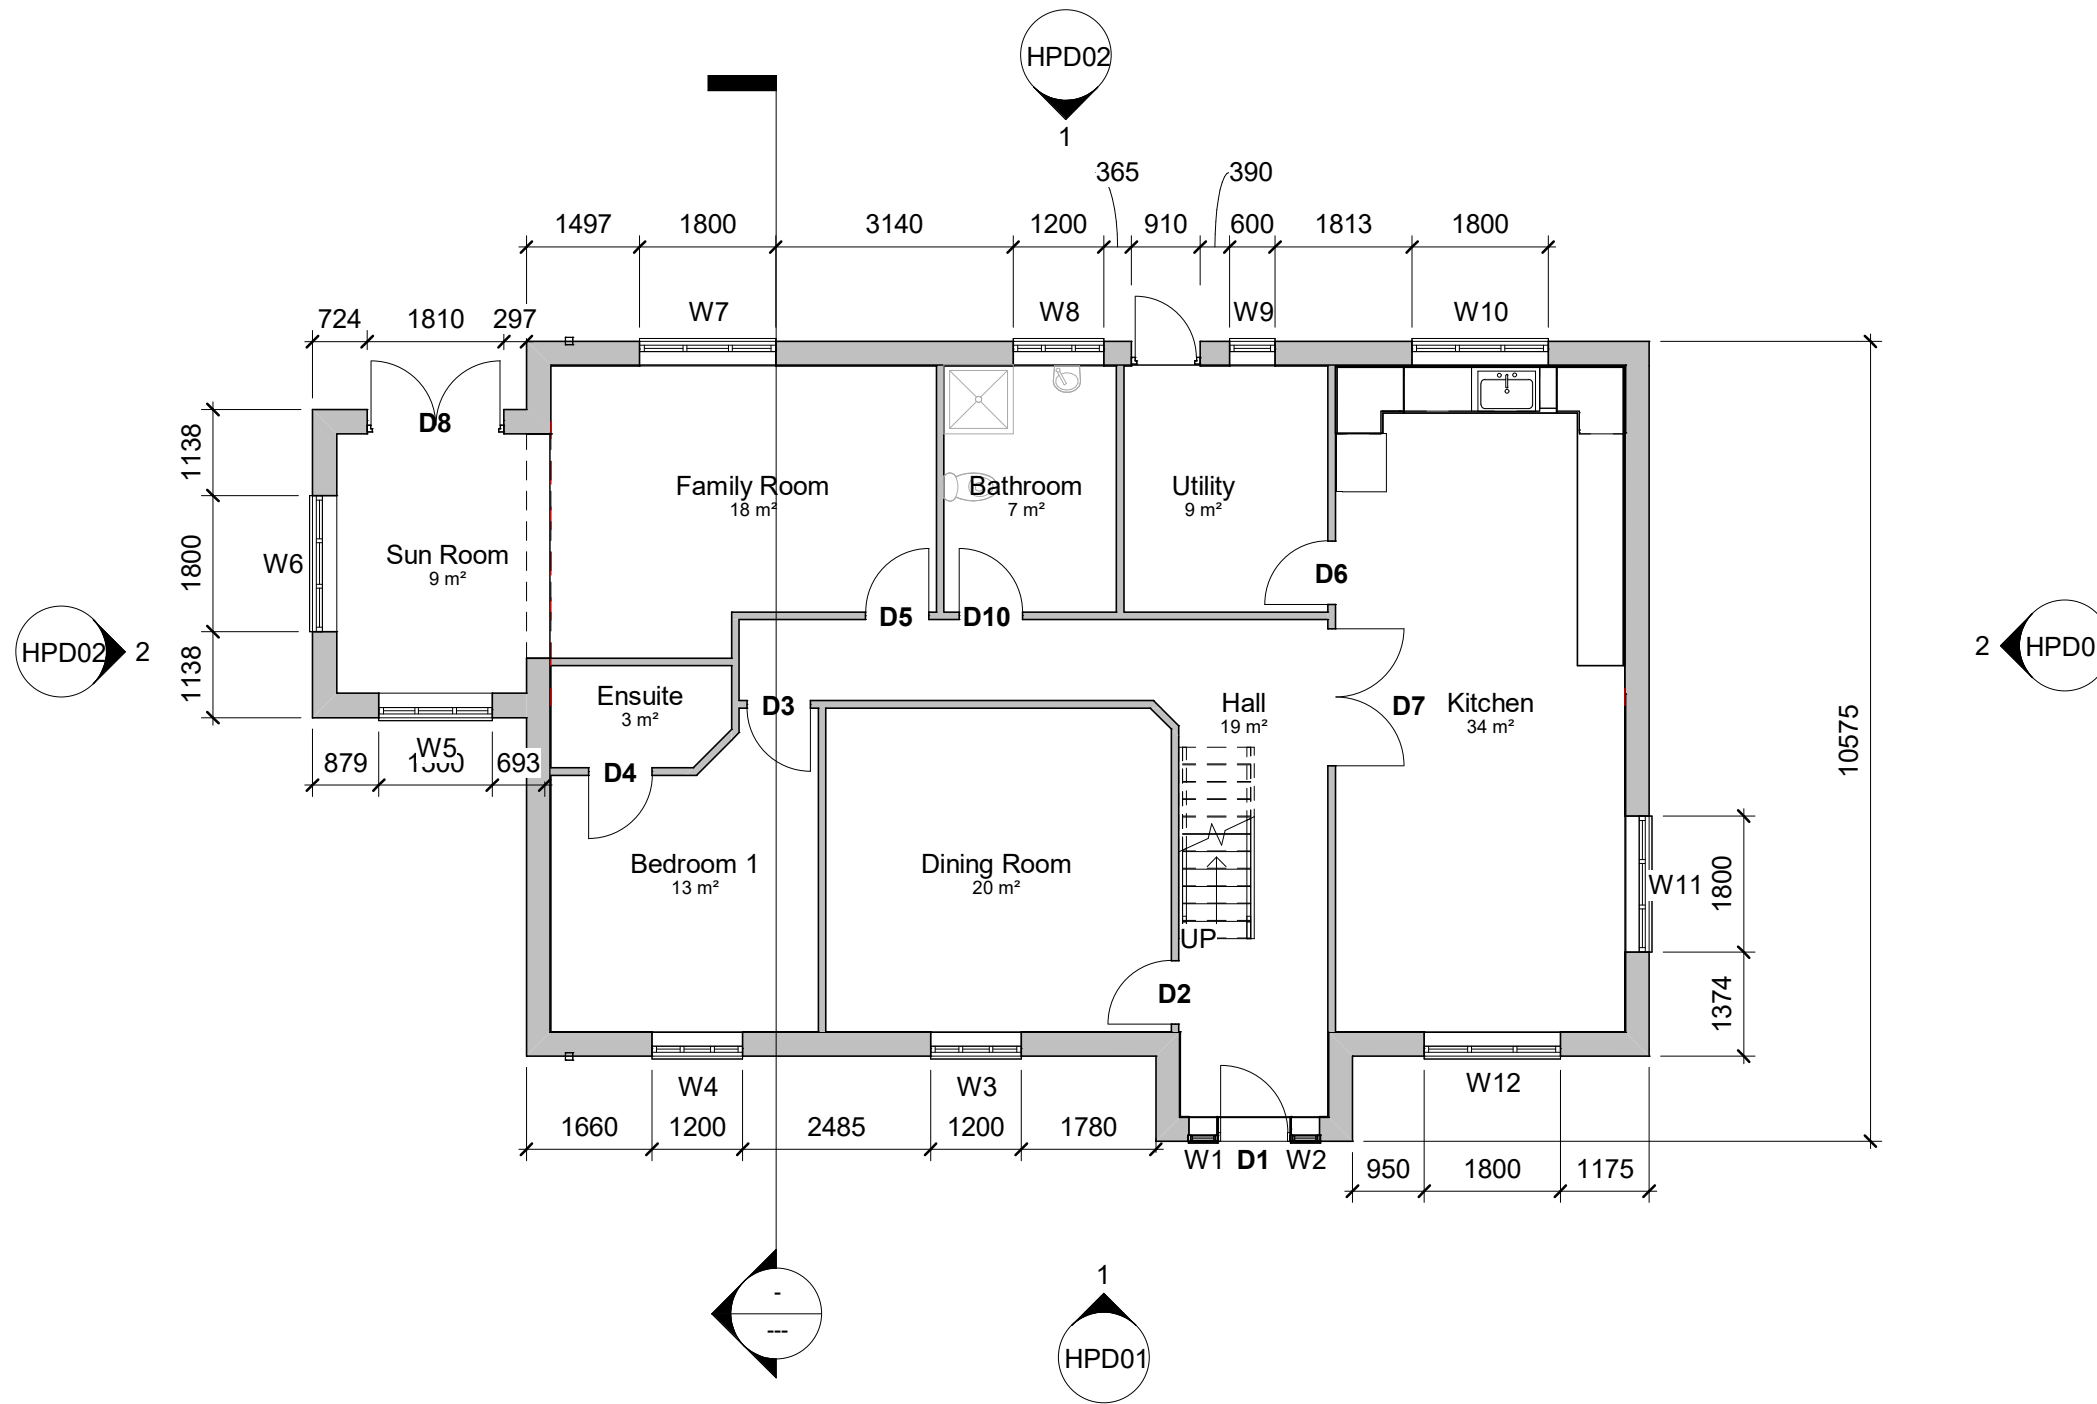 HPD02
1
365
390
1497
1800
3140
1200
910
600
1813
1800
724
1810
297
W7
W8
W9
W10
D8
1138
1800
1138
W6
Sun Room
9 m²
Family Room
18 m²
Bathroom
7 m²
Utility
9 m²
D5
D10
D6
HPD02
2
2
HPD0
Ensuite
3 m²
D3
Hall
19 m²
D7
Kitchen
34 m²
10575
W5
879
693
D4
Bedroom 1
13 m²
Dining Room
20 m²
UP
W11
1800
1374
D2
W4
W3
W12
1660
1200
2485
1200
1780
W1
D1
W2
950
1800
1175
-
---
1
HPD01